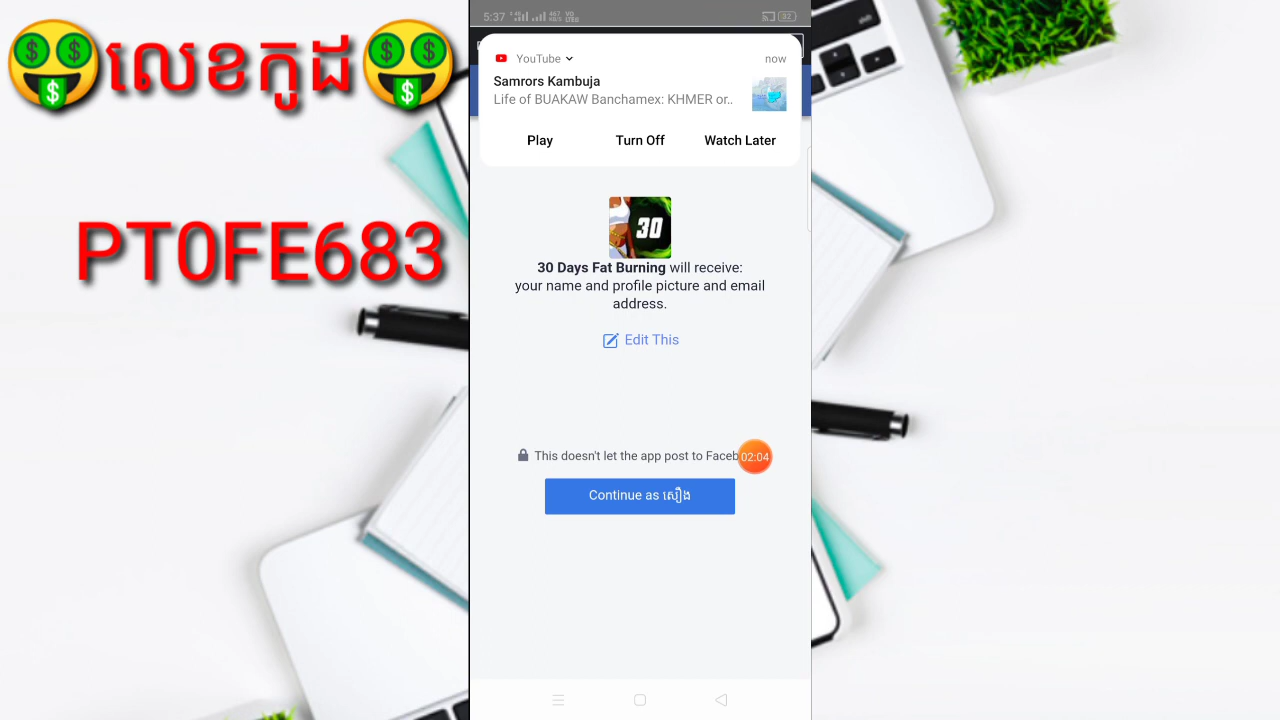 លេខកូដ
PT0FE683
5:37
YouTube
now
Samrors Kambuja
Life of BUAKAW Banchamex: KHMER or..
Play Turn Off Watch Later
30
30 Days Fat Burning will receive:
your name and profile picture and email
address.
Edit This
This doesn't let the app post to Faceb
02:04
Continue as សឿង